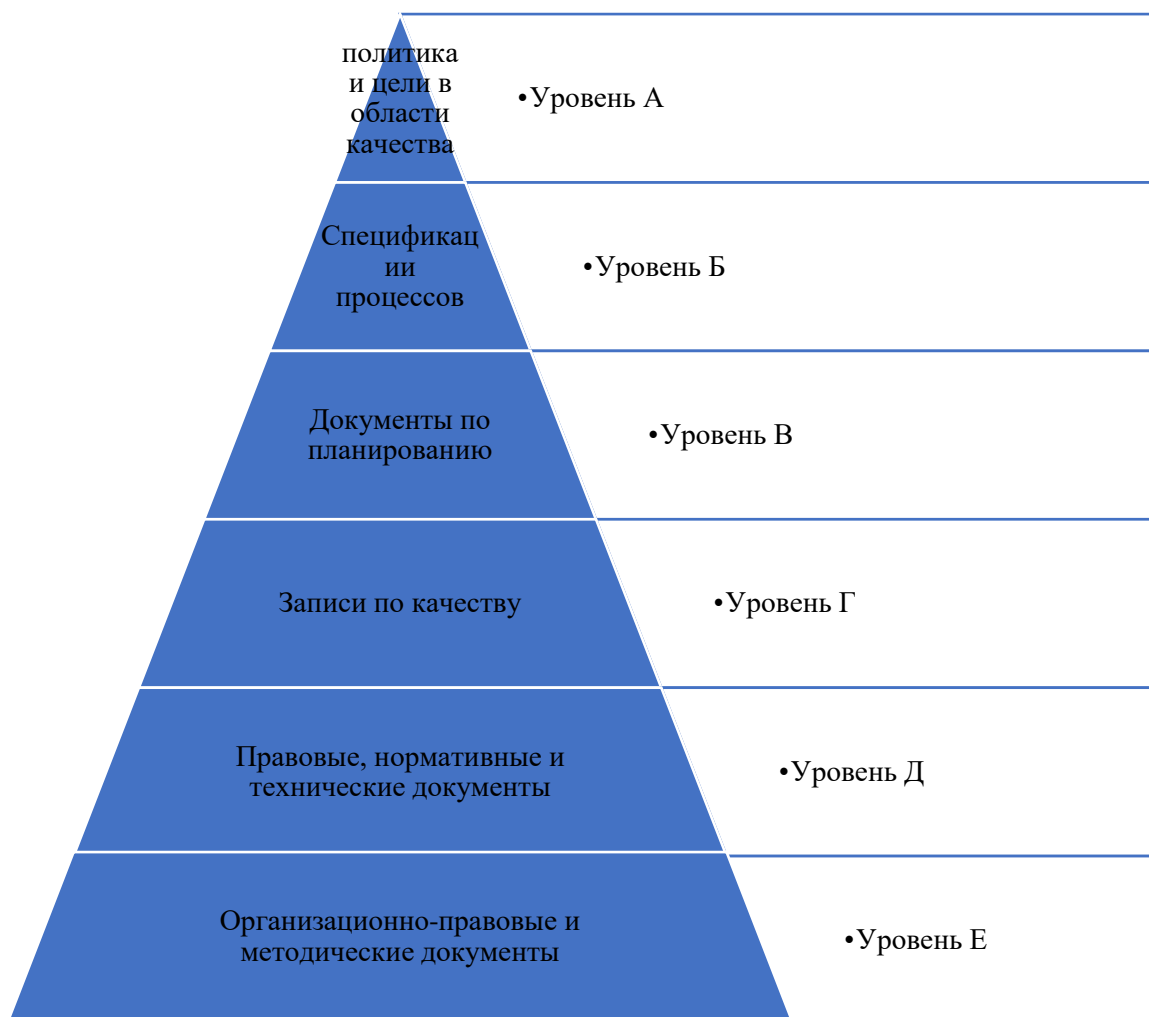 политика
и цели в
области
качества
•Уровень А
Спецификац
ии
процессов
•Уровень Б
Документы по
планированию
•Уровень В
Записи по качеству
•Уровень Г
Правовые, нормативные и
технические документы
•Уровень Д
Организационно-правовые и
методические документы
•Уровень Е